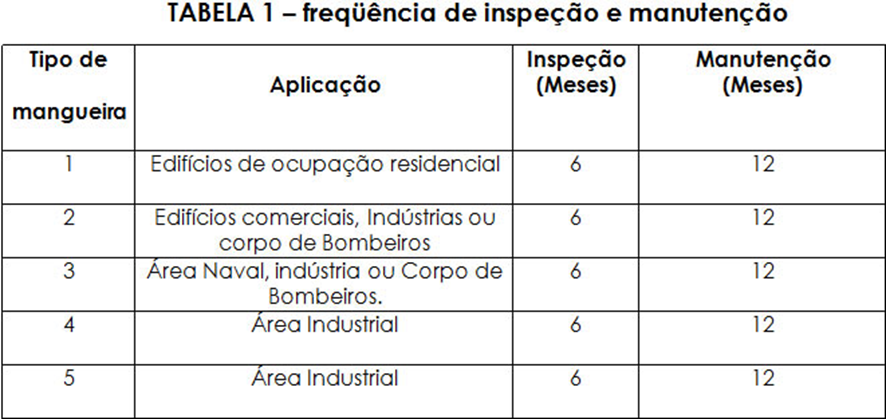 TABELA 1 – freqüência de inspeção e manutenção
Tipo de mangueira Aplicação Inspeção (Meses) Manutenção (Meses)
1 Edifícios de ocupação residencial 6 12
2 Edifícios comerciais, Indústrias ou corpo de Bombeiros 6 12
3 Área Naval, indústria ou Corpo de Bombeiros. 6 12
4 Área Industrial 6 12
5 Área Industrial 6 12